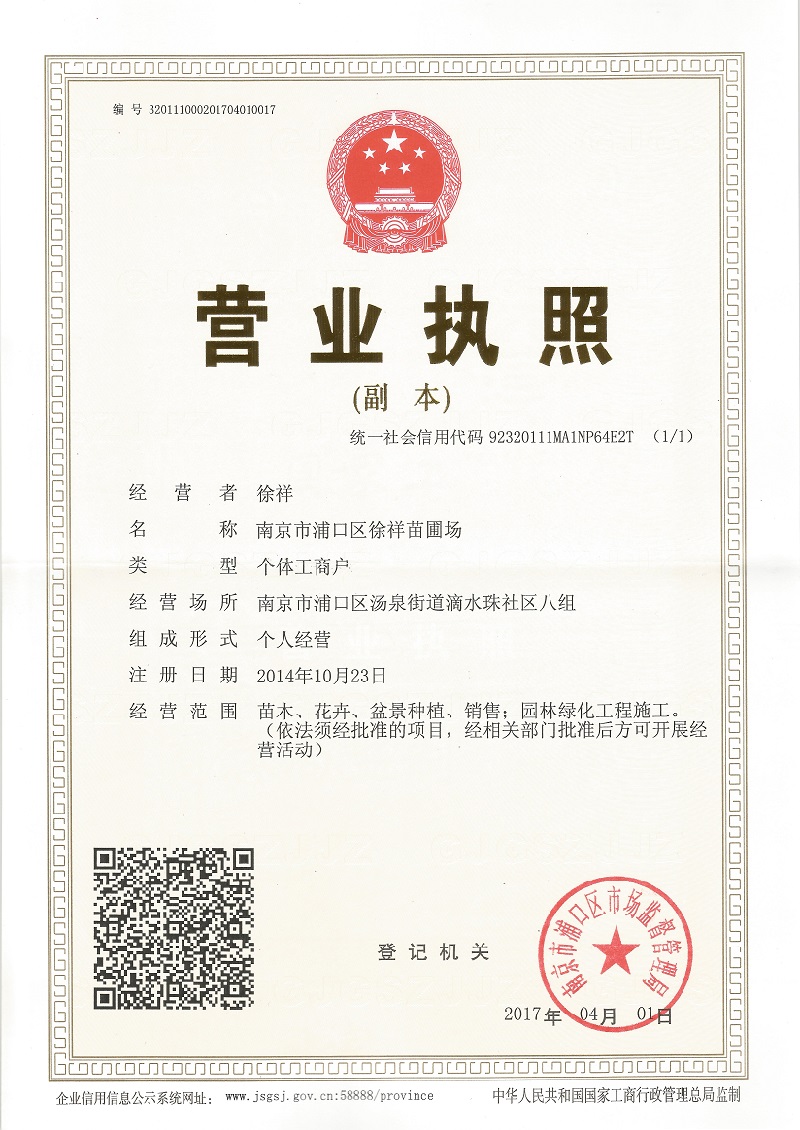 编 号 320111000201704010017
营业执照
(副 本)
统一社会信用代码 92320111MA1NP64E2T （1/1）
经营者 徐祥
名称 南京市浦口区徐祥苗圃场
类型 个体工商户
经营场所 南京市浦口区汤泉街道滴水珠社区八组
组成形式 个人经营
注册日期 2014年10月23日
经营范围 苗木、花卉、盆景种植、销售；园林绿化工程施工。
（依法须经批准的项目，经相关部门批准后方可开展经
营活动）
南京市浦口区市场监督管理局
登记机关
2017年 04月 01日
企业信用信息公示系统网址： www.jsgsj.gov.cn:58888/province
中华人民共和国国家工商行政管理总局监制